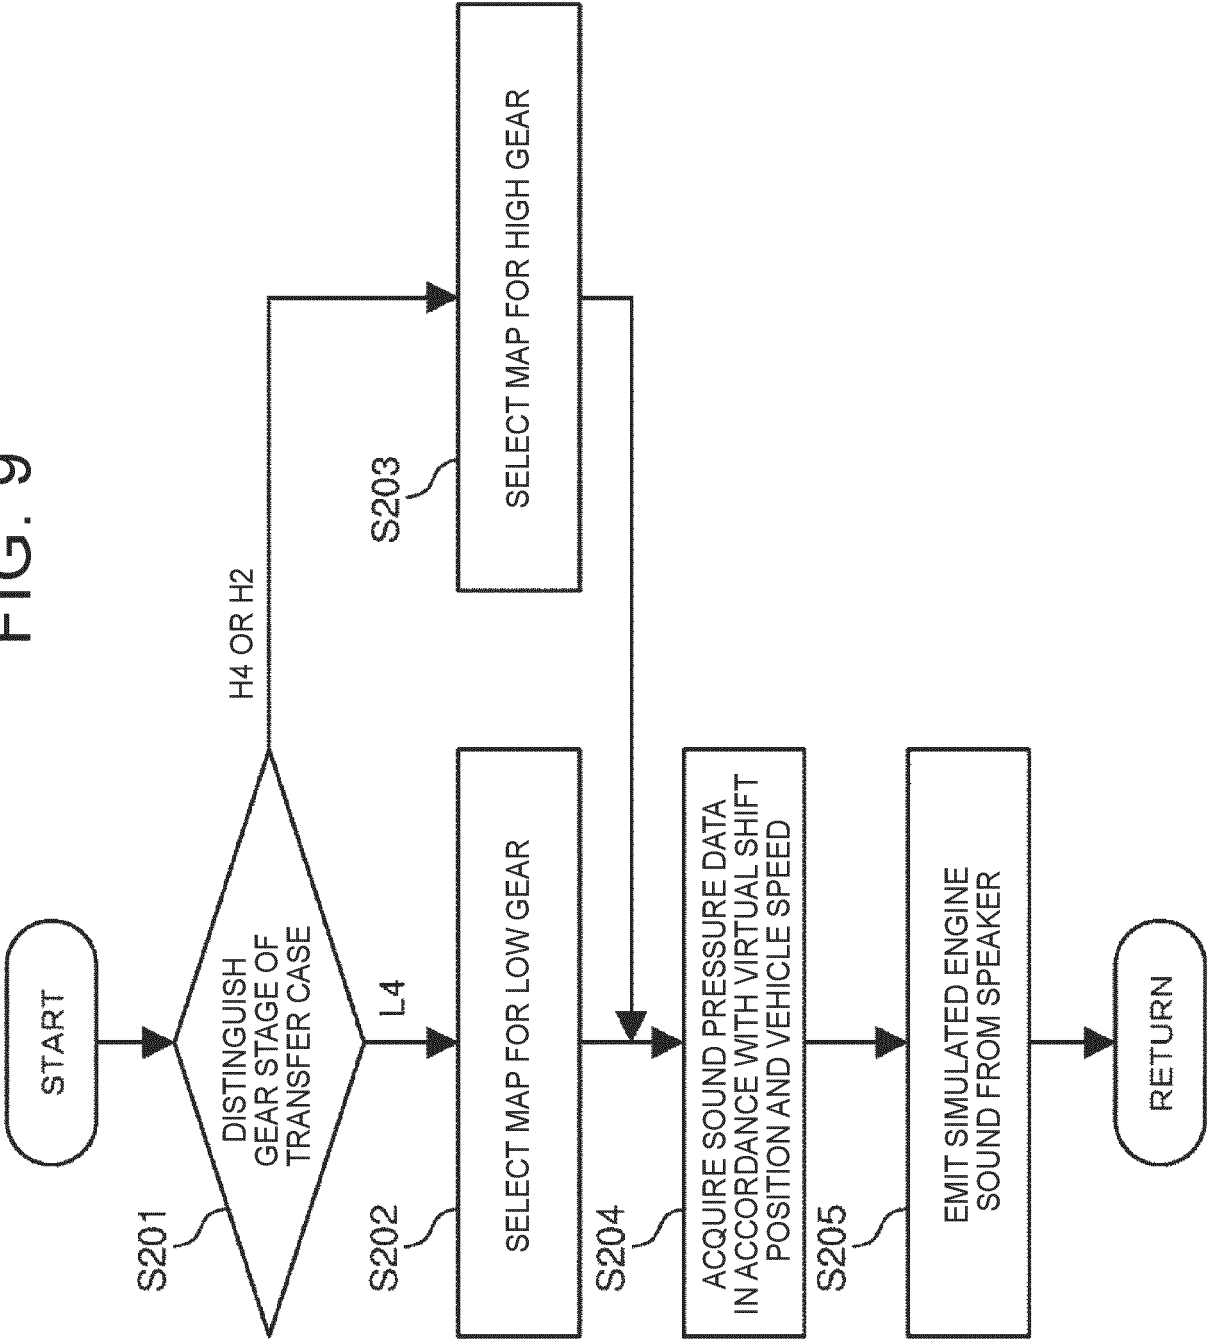 FIG. 9
START
S201
DISTINGUISH
GEAR STAGE OF
TRANSFER CASE
H4 OR H2
L4
S202
SELECT MAP FOR LOW GEAR
S203
SELECT MAP FOR HIGH GEAR
S204
ACQUIRE SOUND PRESSURE DATA
IN ACCORDANCE WITH VIRTUAL SHIFT
POSITION AND VEHICLE SPEED
S205
EMIT SIMULATED ENGINE
SOUND FROM SPEAKER
RETURN